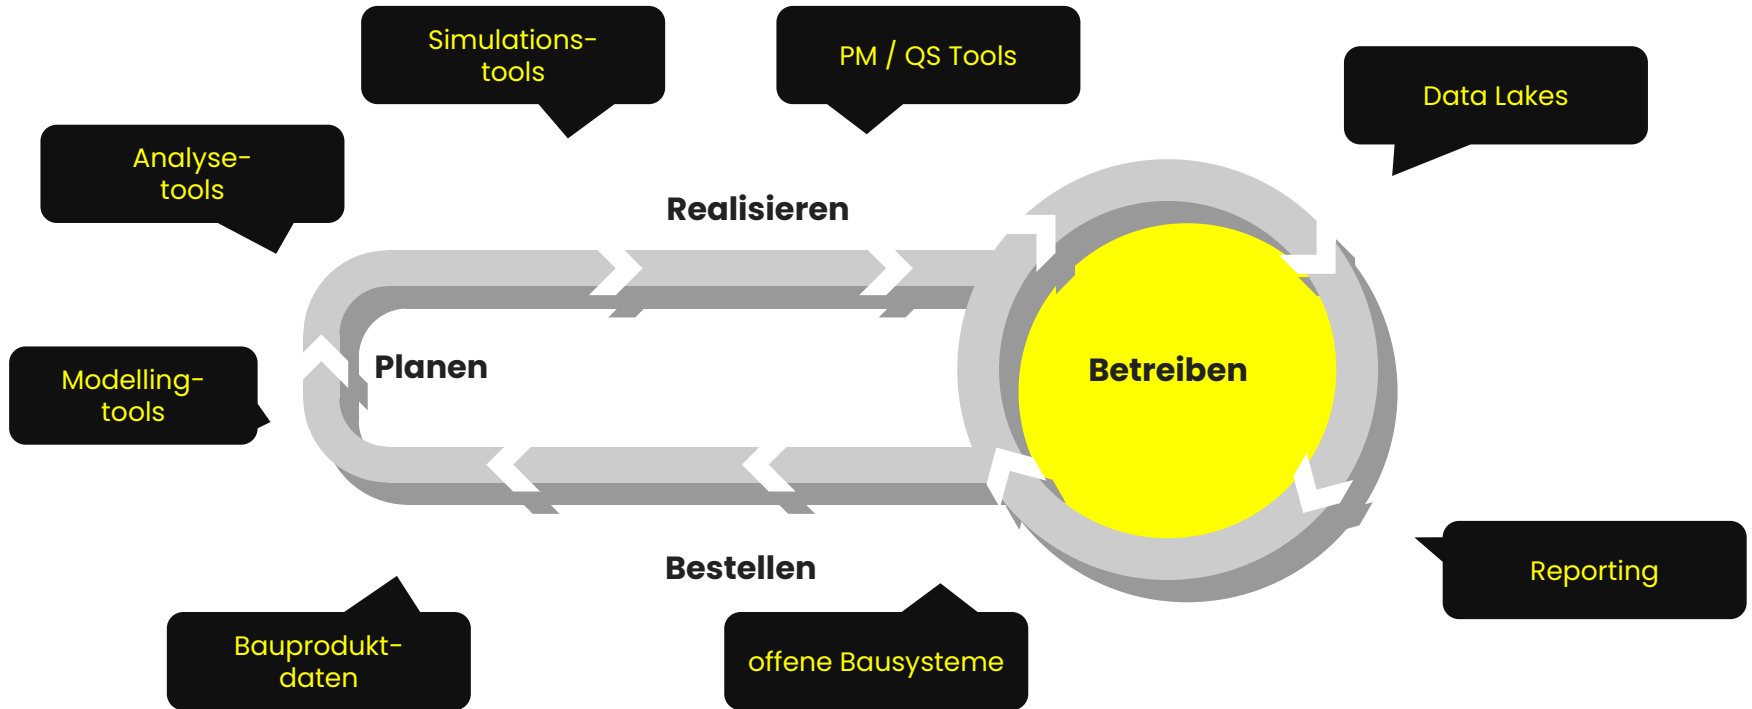 Simulations-
tools
PM / QS Tools
Data Lakes
Analyse-
tools
Realisieren
Modelling-
tools
Planen
Betreiben
Bestellen
Reporting
Bauprodukt-
daten
offene Bausysteme